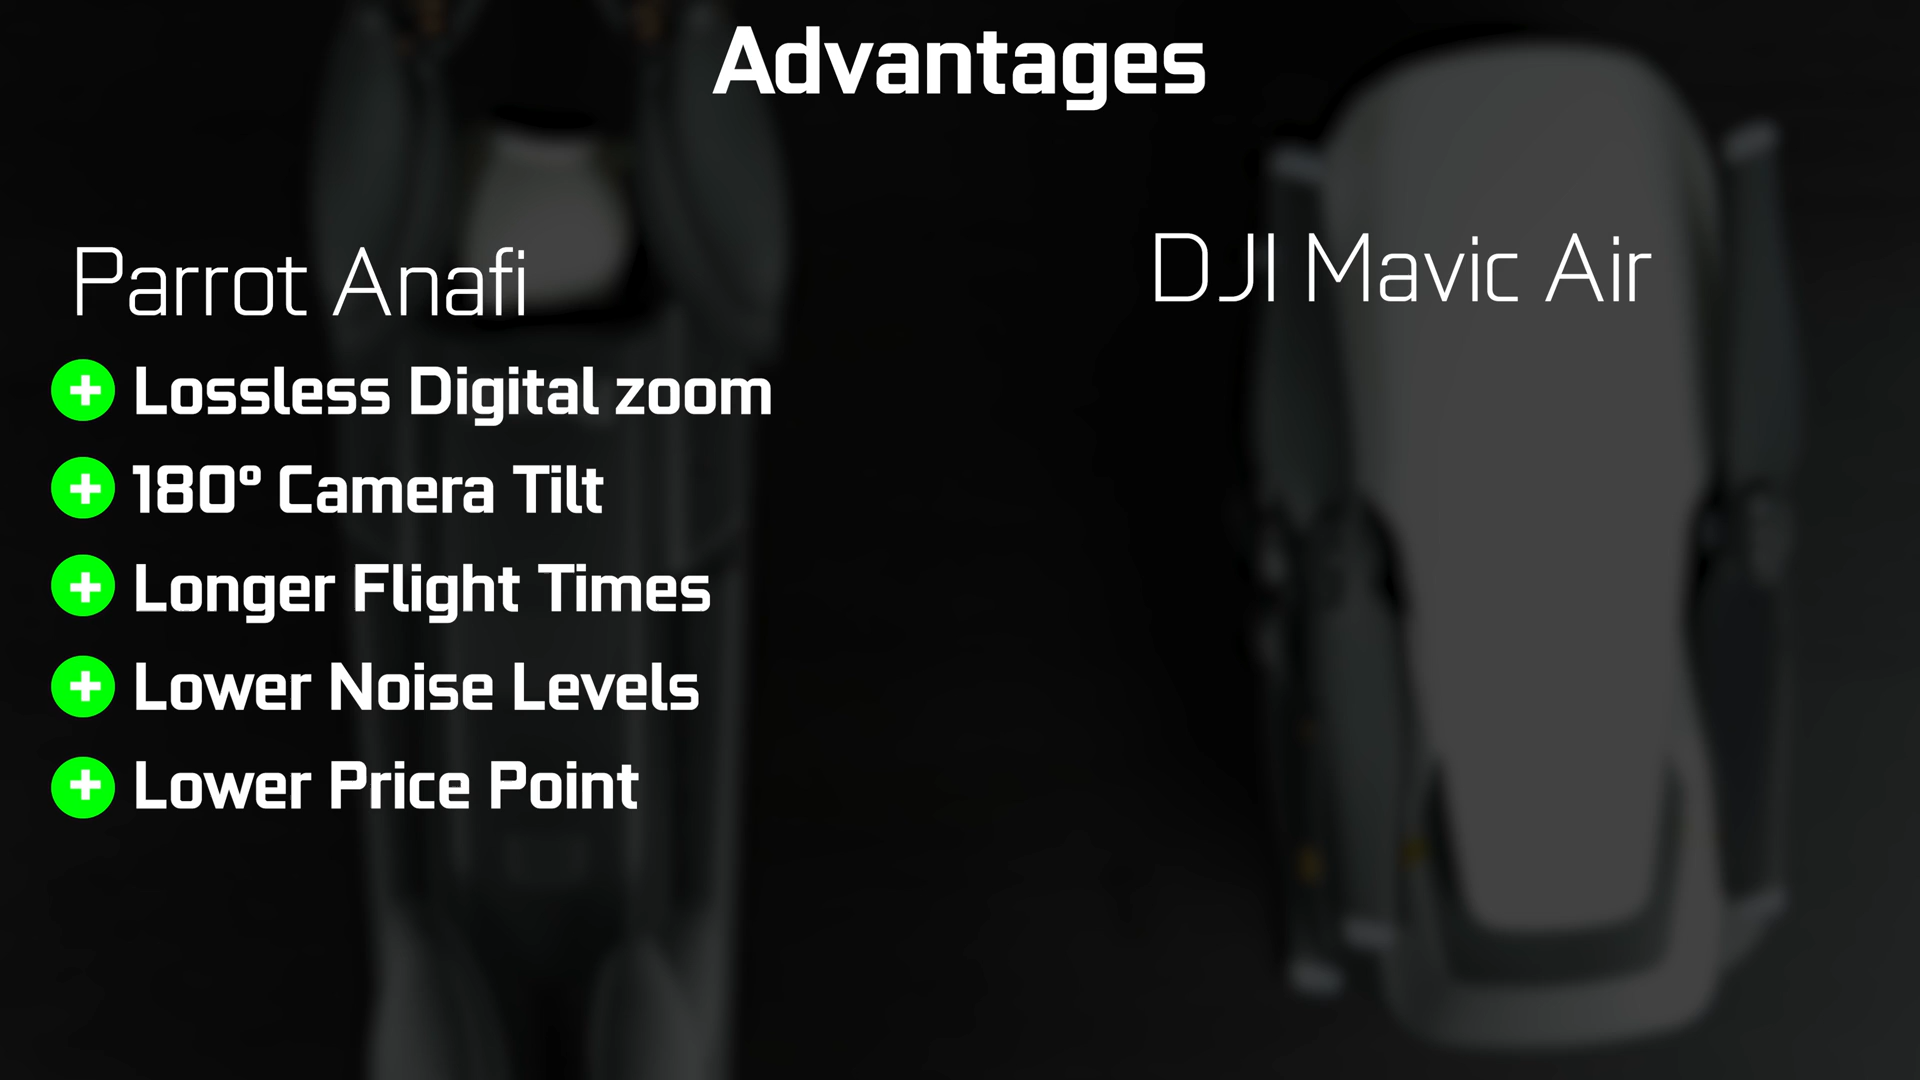 Advantages
Parrot Anafi
Lossless Digital zoom
180° Camera Tilt
Longer Flight Times
Lower Noise Levels
Lower Price Point
DJI Mavic Air